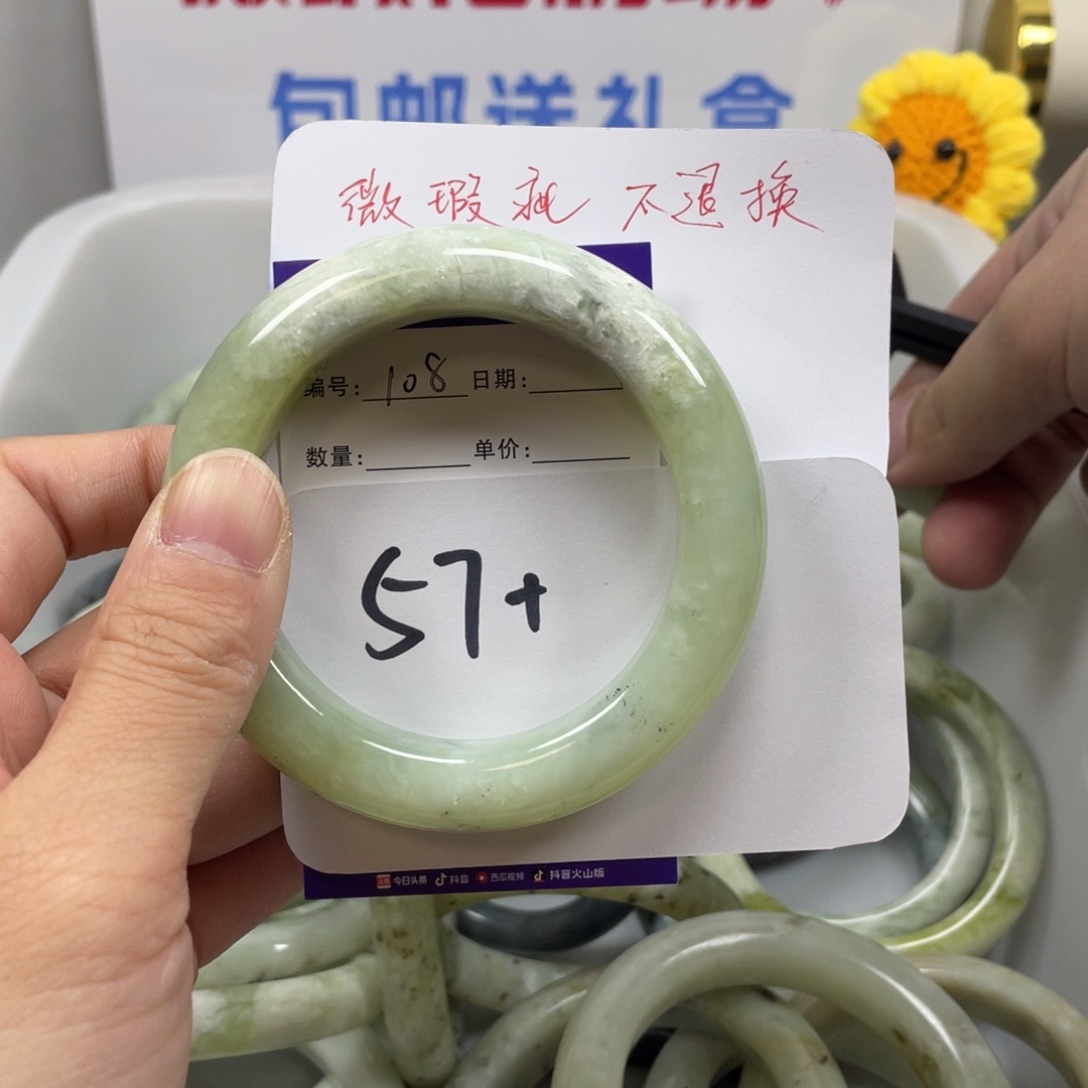 包邮送礼盒
微瑕疵 不退换
编号: 108 日期:
数量: 单价:
57+
今日头条 抖音 西瓜视频 抖音火山版